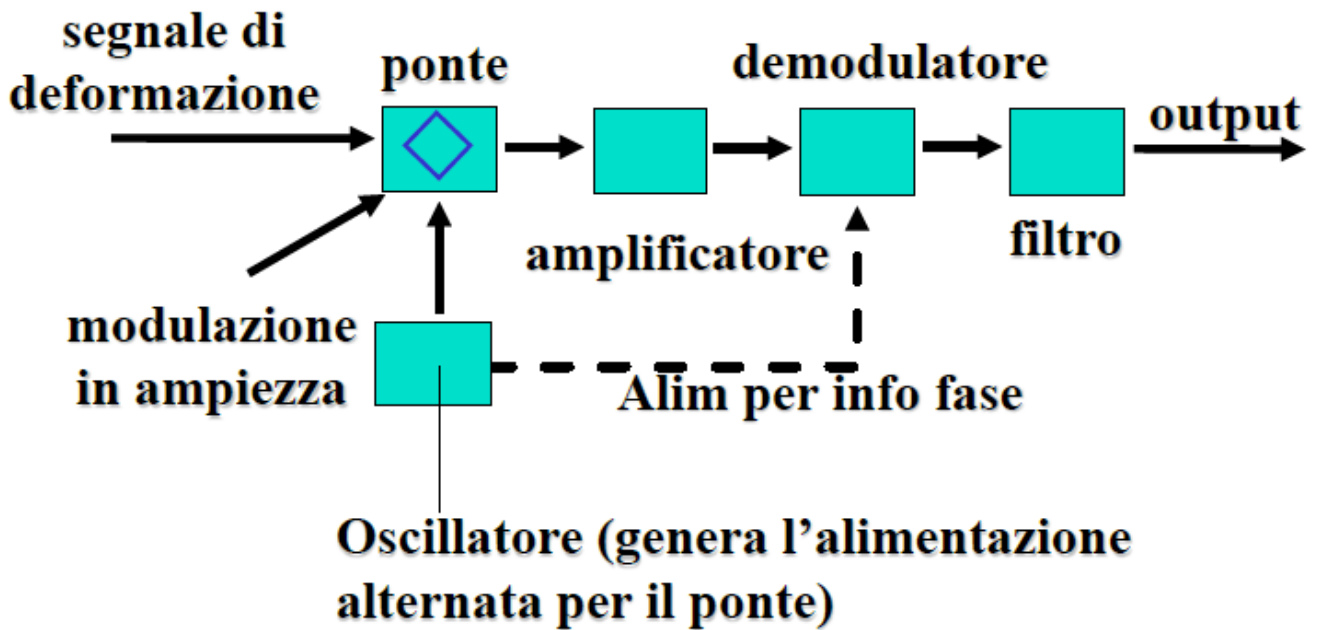 segnale di
deformazione
ponte
demodulatore
output
amplificatore
filtro
modulazione
in ampiezza
Alim per info fase
Oscillatore (genera l’alimentazione
alternata per il ponte)